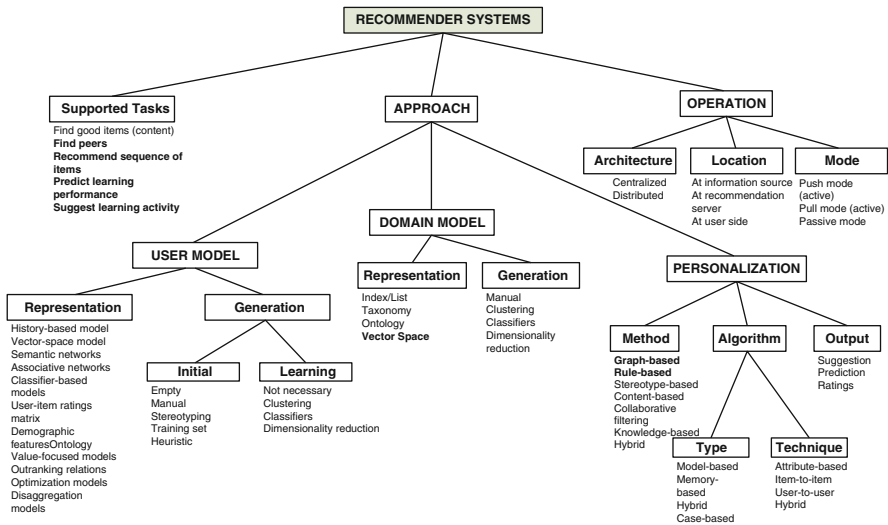 RECOMMENDER SYSTEMS
Supported Tasks
Find good items (content)
Find peers
Recommend sequence of
items
Predict learning
performance
Suggest learning activity
APPROACH
OPERATION
Architecture
Centralized
Distributed
Location
At information source
At recommendation
server
At user side
Mode
Push mode
(active)
Pull mode (active)
Passive mode
USER MODEL
Representation
History-based model
Vector-space model
Semantic networks
Associative networks
Classifier-based
models
User-item ratings
matrix
Demographic
featuresOntology
Value-focused models
Outranking relations
Optimization models
Disaggregation
models
Generation
Initial
Empty
Manual
Stereotyping
Training set
Heuristic
Learning
Not necessary
Clustering
Classifiers
Dimensionality reduction
DOMAIN MODEL
Representation
Index/List
Taxonomy
Ontology
Vector Space
Generation
Manual
Clustering
Classifiers
Dimensionality
reduction
PERSONALIZATION
Method
Graph-based
Rule-based
Stereotype-based
Content-based
Collaborative
filtering
Knowledge-based
Hybrid
Algorithm
Type
Model-based
Memory-
based
Hybrid
Case-based
Technique
Attribute-based
Item-to-item
User-to-user
Hybrid
Output
Suggestion
Prediction
Ratings